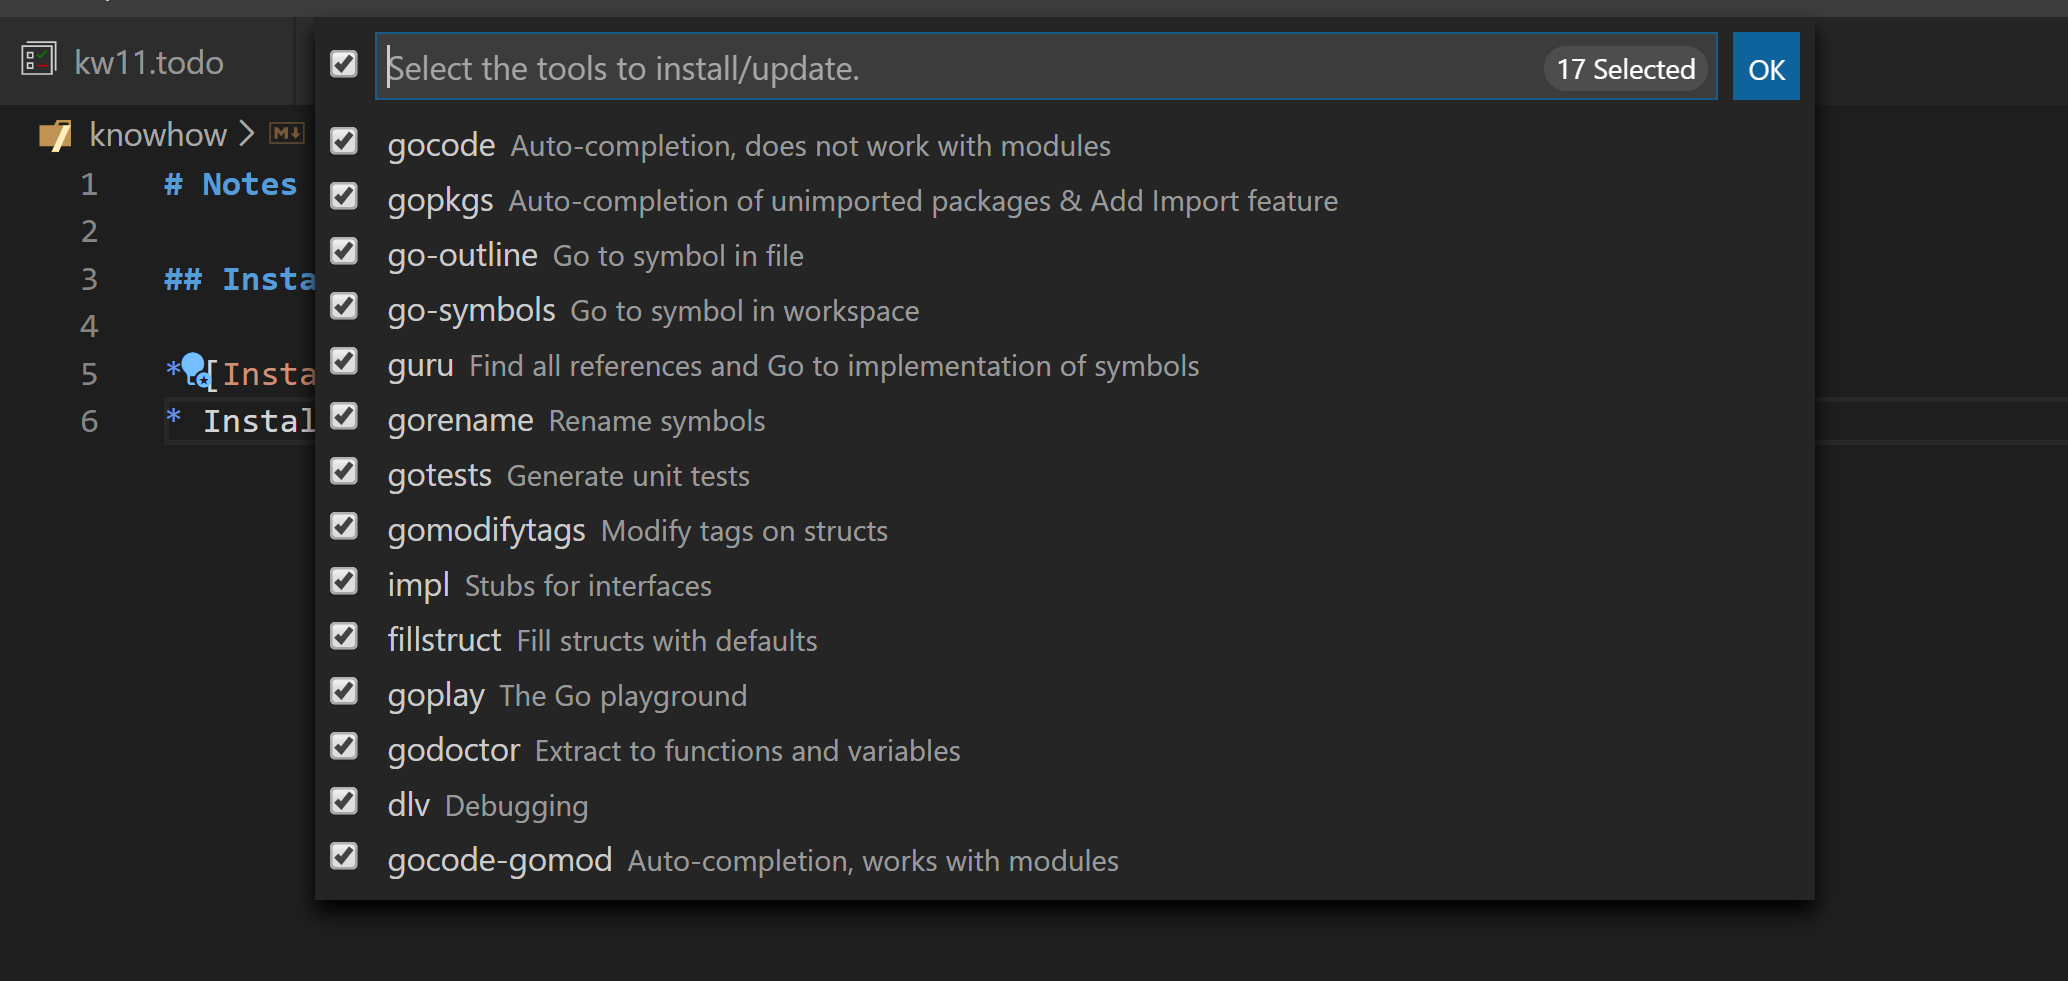 kw11.todo
Select the tools to install/update.
17 Selected
OK
knowhow
M
gocode Auto-completion, does not work with modules
1 # Notes
gopkgs Auto-completion of unimported packages & Add Import feature
2
go-outline Go to symbol in file
3 ## Insta
go-symbols Go to symbol in workspace
4
guru Find all references and Go to implementation of symbols
5 * [Insta
gorename Rename symbols
6 * Instal
gotests Generate unit tests
gomodifytags Modify tags on structs
impl Stubs for interfaces
fillstruct Fill structs with defaults
goplay The Go playground
godoctor Extract to functions and variables
dlv Debugging
gocode-gomod Auto-completion, works with modules